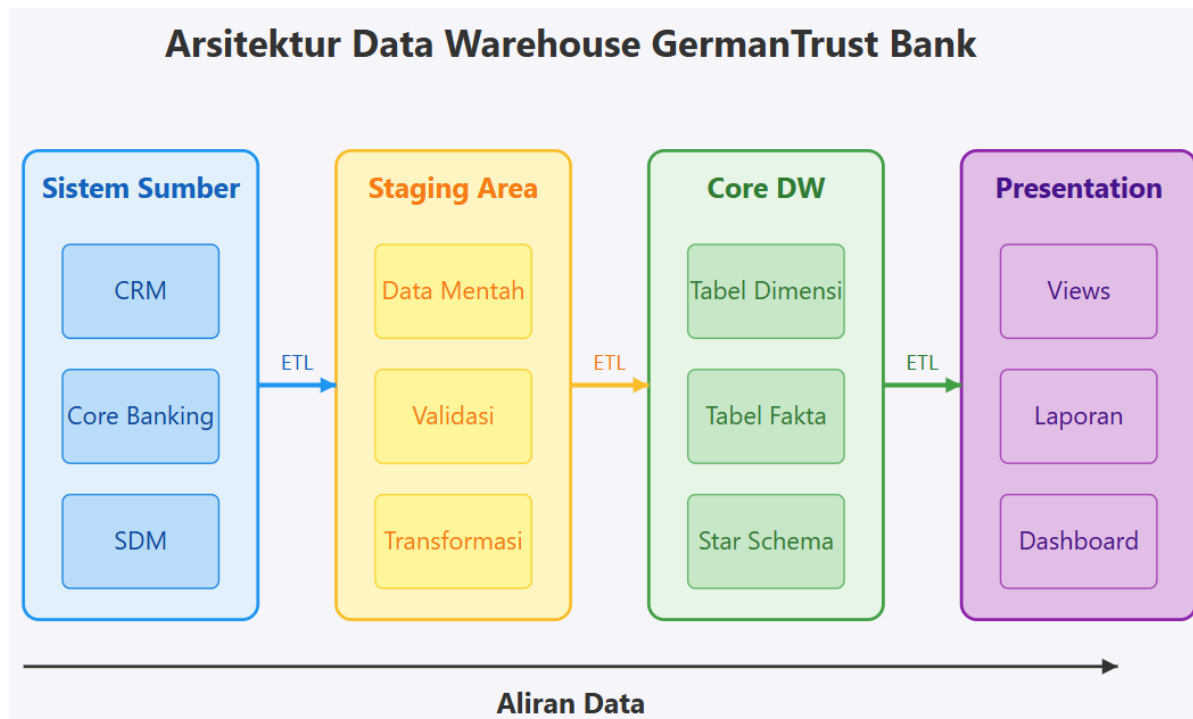 Arsitektur Data Warehouse GermanTrust Bank
Sistem Sumber
CRM
Core Banking
SDM
ETL
Staging Area
Data Mentah
Validasi
Transformasi
ETL
Core DW
Tabel Dimensi
Tabel Fakta
Star Schema
ETL
Presentation
Views
Laporan
Dashboard
Aliran Data